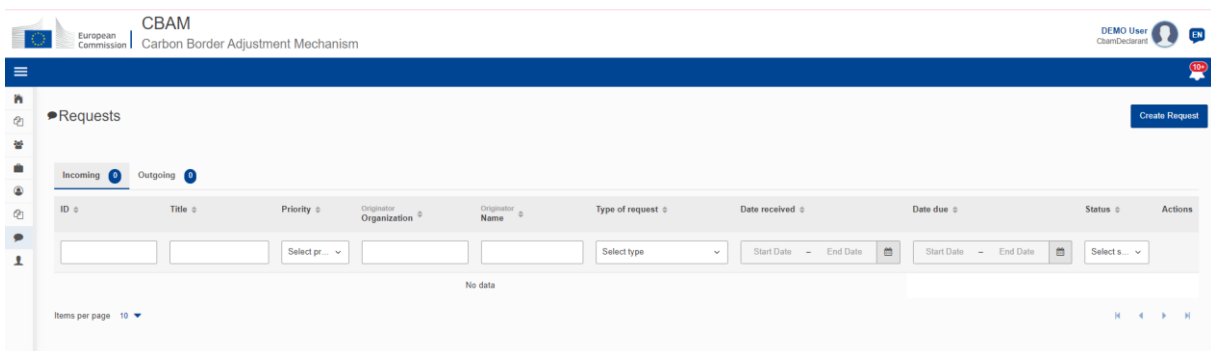 European
Commission
CBAM
Carbon Border Adjustment Mechanism
DEMO User
CbamDeclarant
EN
10+
Requests
Create Request
Incoming 0 Outgoing 0
ID Title Priority Originator Organization Originator Name Type of request Date received Date due Status Actions
Select pr... Select type Start Date – End Date Start Date – End Date Select s...
No data
Items per page 10